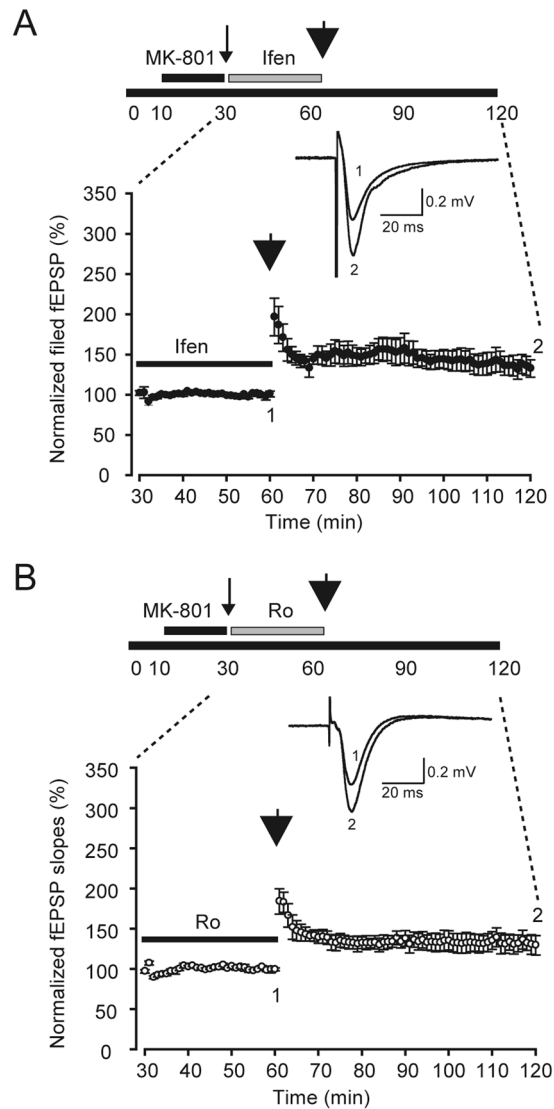 A
MK-801
Ifen
0 10 30 60 90 120
1
2
0.2 mV
20 ms
350
300
250
200
150
100
50
0
Normalized filed fEPSP (%)
Ifen
1
2
30 40 50 60 70 80 90 100 110 120
Time (min)
B
MK-801
Ro
0 10 30 60 90 120
1
2
0.2 mV
20 ms
350
300
250
200
150
100
50
0
Normalized fEPSP slopes (%)
Ro
1
2
30 40 50 60 70 80 90 100 110 120
Time (min)